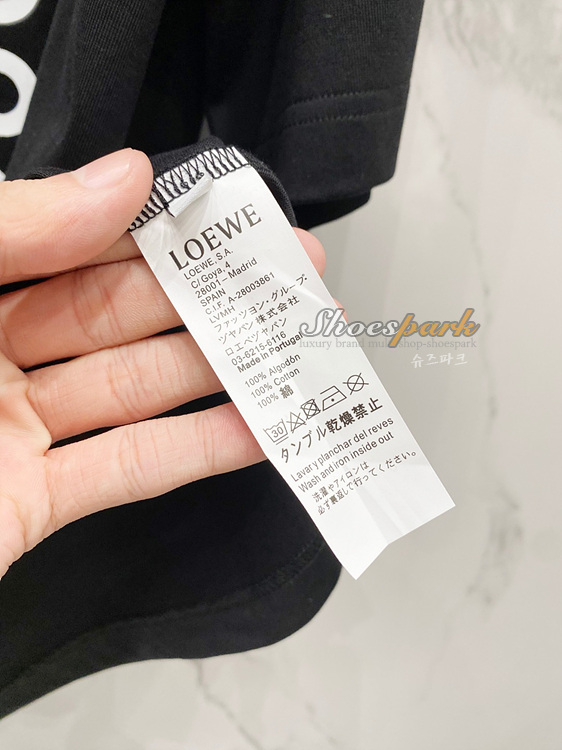 LOEWE
LOEWE, S.A.
C/Goya, 4
28001 - Madrid
SPAIN
C.I.F. A-28003861
LVMH
ファッツョン・グループ・
ヅャパン 株式会社
ロエベヅャパン
03-6215-6116
Made in Portugal
100% Algodón
100% Cotton
100% 綿
30
タンブル乾燥禁止
Lavar y planchar del reves
Wash and iron inside out
洗濯やアイロンは
必ず裏返して行ってください。
Shoespark
luxury brand mult shop-shoespark
슈즈파크